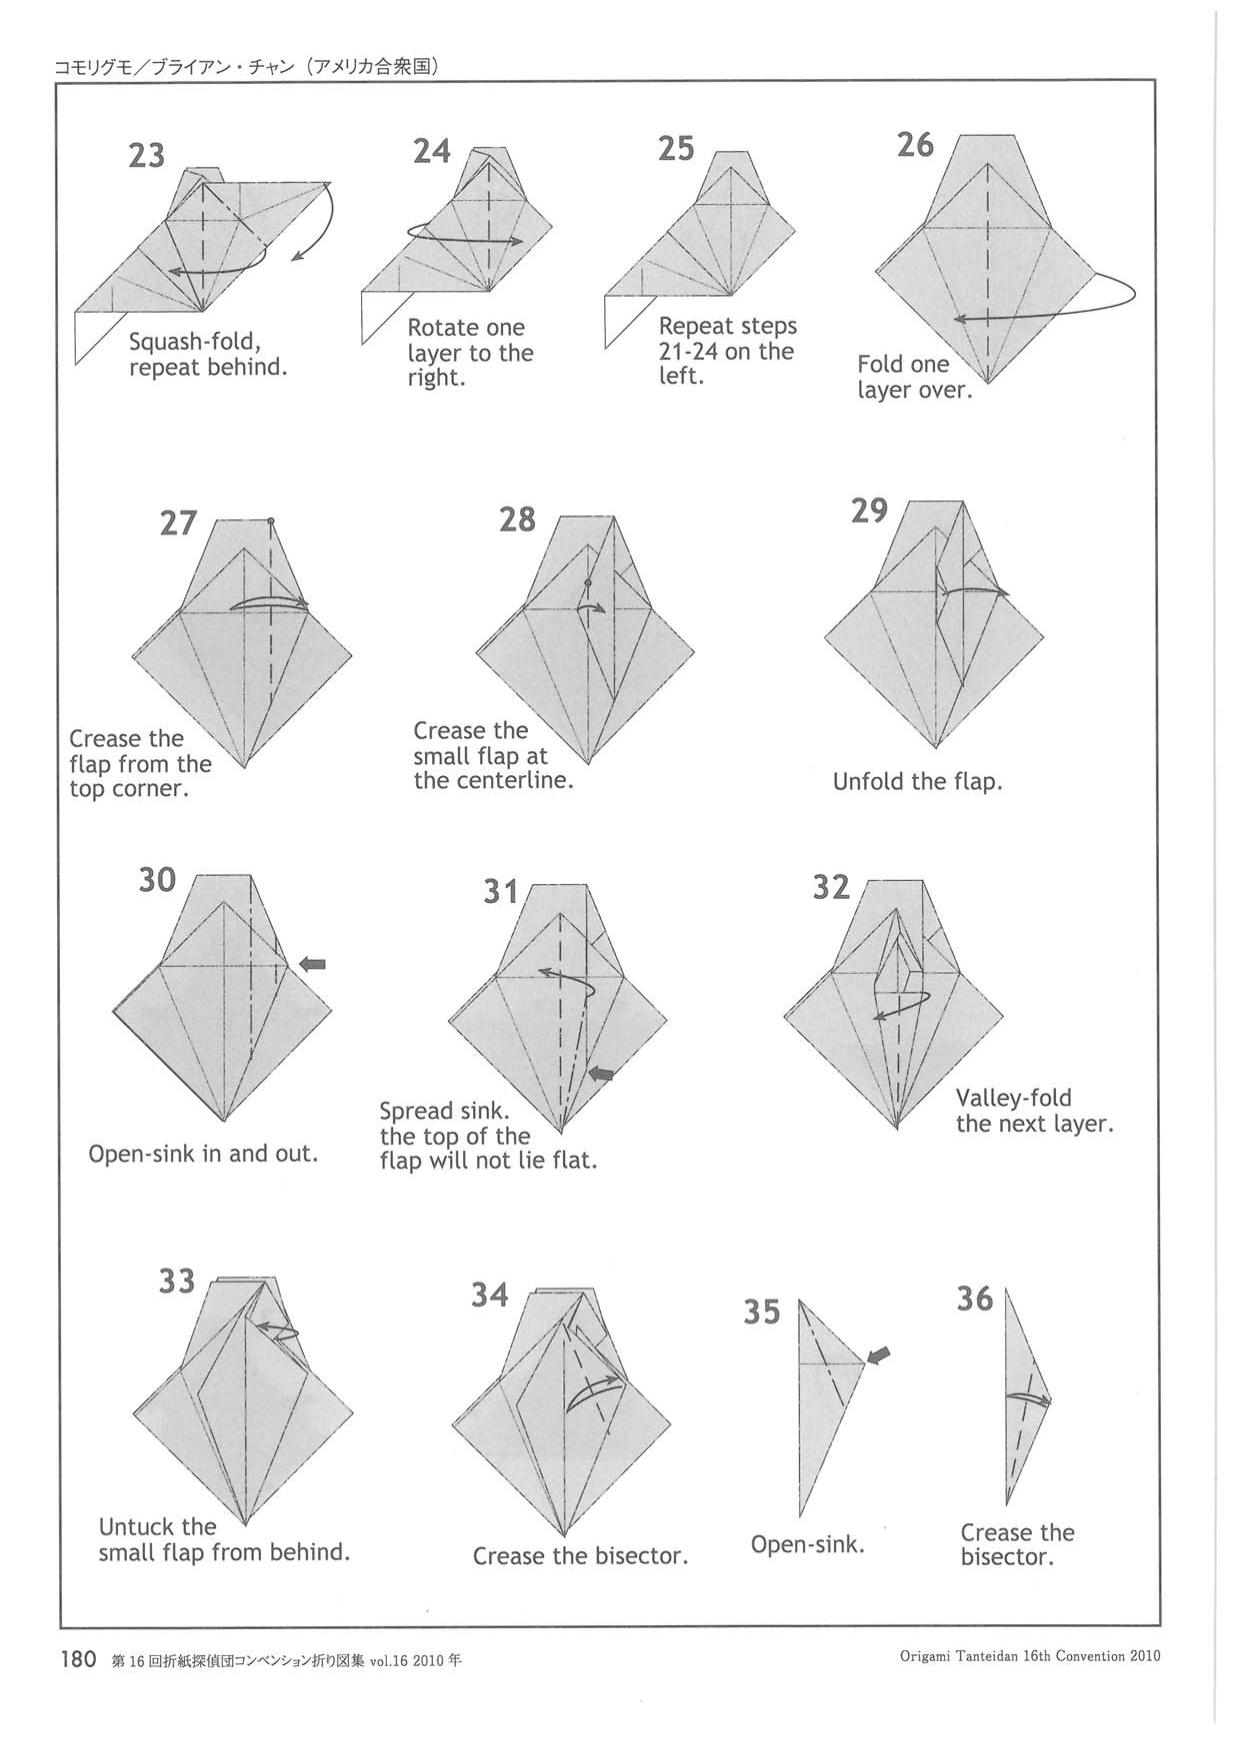 コモリグモ／ブライアン・チャン（アメリカ合衆国）
23
Squash-fold,
repeat behind.
24
Rotate one
layer to the
right.
25
Repeat steps
21-24 on the
left.
26
Fold one
layer over.
27
Crease the
flap from the
top corner.
28
Crease the
small flap at
the centerline.
29
Unfold the flap.
30
Open-sink in and out.
31
Spread sink.
the top of the
flap will not lie flat.
32
Valley-fold
the next layer.
33
Untuck the
small flap from behind.
34
Crease the bisector.
35
Open-sink.
36
Crease the
bisector.
180 第16回折紙探偵団コンベンション折り図集 vol.16 2010年
Origami Tanteidan 16th Convention 2010